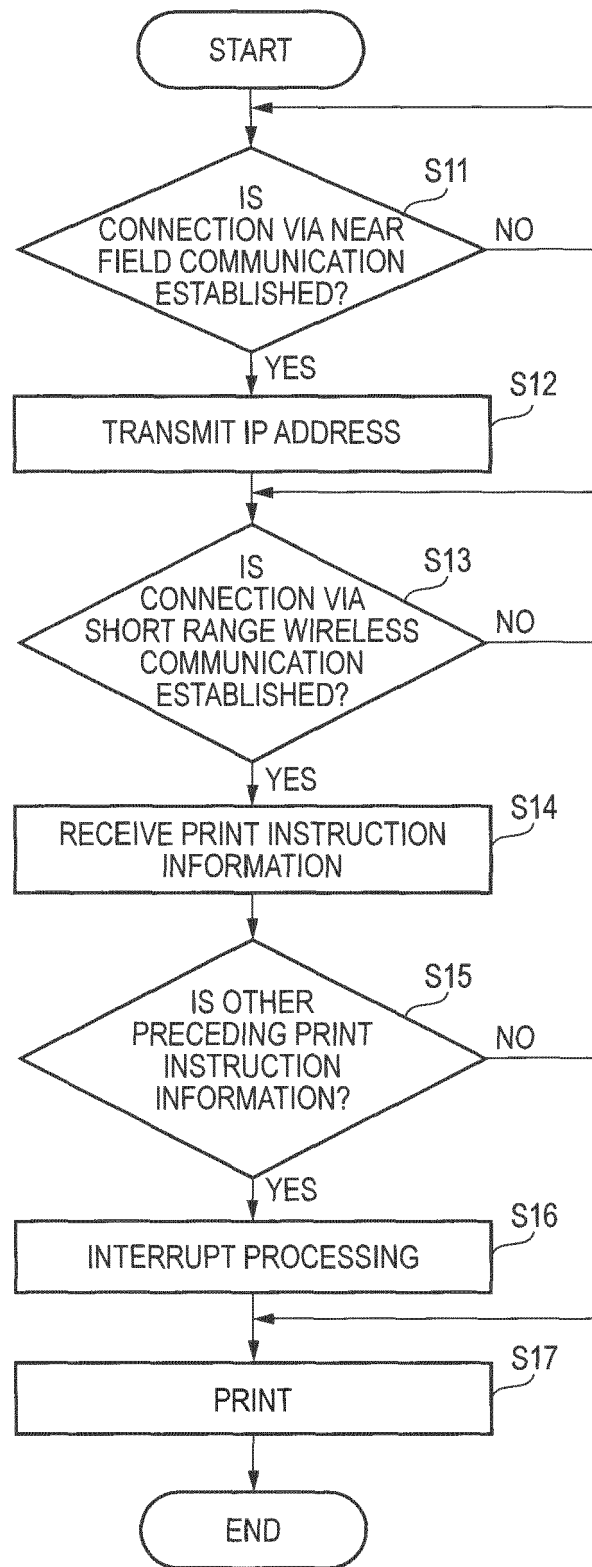 START
S11
IS
CONNECTION VIA NEAR
FIELD COMMUNICATION
ESTABLISHED?
NO
YES
S12
TRANSMIT IP ADDRESS
S13
IS
CONNECTION VIA
SHORT RANGE WIRELESS
COMMUNICATION
ESTABLISHED?
NO
YES
S14
RECEIVE PRINT INSTRUCTION
INFORMATION
S15
IS OTHER
PRECEDING PRINT
INSTRUCTION
INFORMATION?
NO
YES
S16
INTERRUPT PROCESSING
S17
PRINT
END